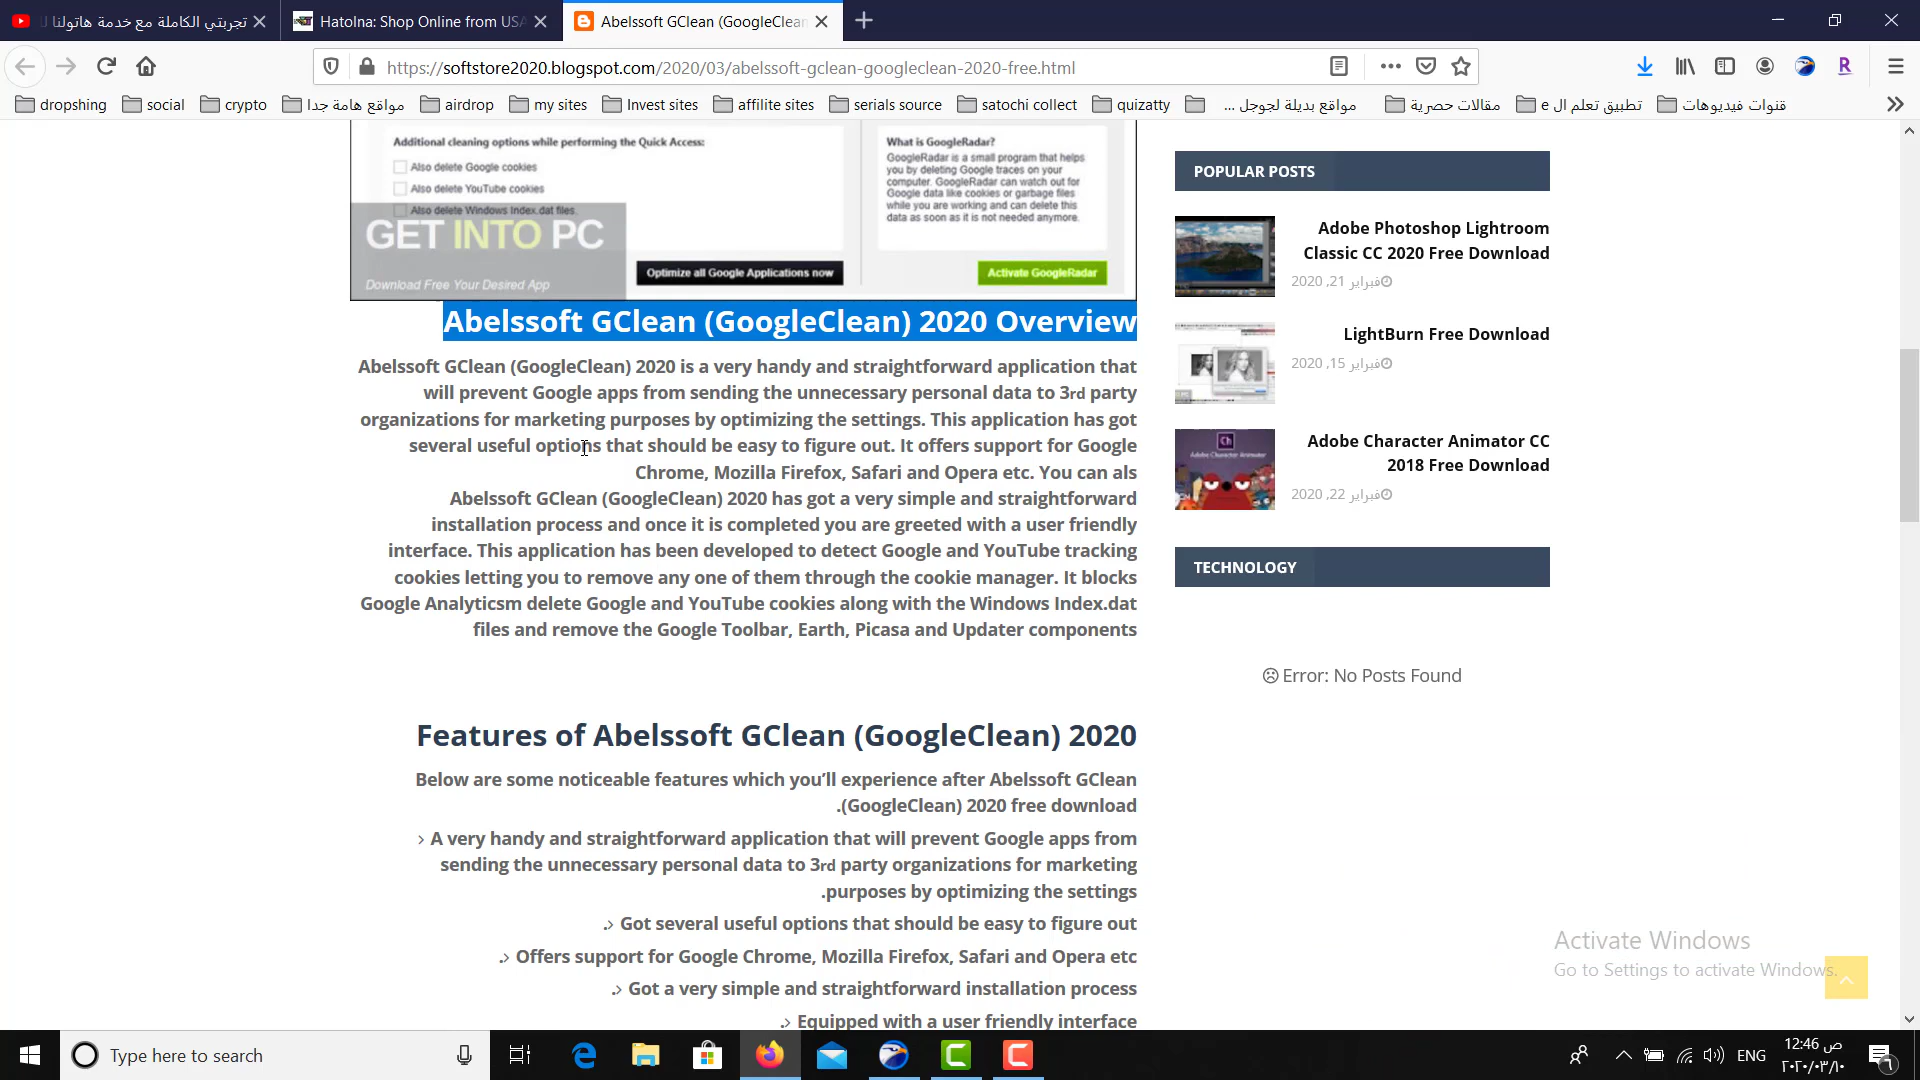 تجربتي الكاملة مع خدمة هاتولنا
Hatolna: Shop Online from USA
Abelssoft GClean (GoogleClean
https://softstore2020.blogspot.com/2020/03/abelssoft-gclean-googleclean-2020-free.html
dropshing
social
crypto
مواقع هامة جدا
airdrop
my sites
Invest sites
affilite sites
serials source
satochi collect
quizatty
مواقع بديلة لجوجل ...
مقالات حصرية
تطبيق تعلم ال e
قنوات فيديوهات
Additional cleaning options while performing the Quick Access:
Also delete Google cookies
Also delete YouTube cookies
Also delete Windows Index.dat files
GET INTO PC
Download Free Your Desired App
Optimize all Google Applications now
What is GoogleRadar?
GoogleRadar is a small program that helps
you by deleting Google traces on your
computer. GoogleRadar can watch out for
Google data like cookies or garbage files
while you are working and can delete this
data as soon as it is not needed anymore.
Activate GoogleRadar
Abelssoft GClean (GoogleClean) 2020 Overview
Abelssoft GClean (GoogleClean) 2020 is a very handy and straightforward application that
will prevent Google apps from sending the unnecessary personal data to 3rd party
organizations for marketing purposes by optimizing the settings. This application has got
several useful options that should be easy to figure out. It offers support for Google
Chrome, Mozilla Firefox, Safari and Opera etc. You can als
Abelssoft GClean (GoogleClean) 2020 has got a very simple and straightforward
installation process and once it is completed you are greeted with a user friendly
interface. This application has been developed to detect Google and YouTube tracking
cookies letting you to remove any one of them through the cookie manager. It blocks
Google Analyticsm delete Google and YouTube cookies along with the Windows Index.dat
files and remove the Google Toolbar, Earth, Picasa and Updater components
Features of Abelssoft GClean (GoogleClean) 2020
Below are some noticeable features which you’ll experience after Abelssoft GClean
.(GoogleClean) 2020 free download
A very handy and straightforward application that will prevent Google apps from
sending the unnecessary personal data to 3rd party organizations for marketing
.purposes by optimizing the settings
.Got several useful options that should be easy to figure out
.Offers support for Google Chrome, Mozilla Firefox, Safari and Opera etc
.Got a very simple and straightforward installation process
.Equipped with a user friendly interface
POPULAR POSTS
Adobe Photoshop Lightroom
Classic CC 2020 Free Download
فبراير 21, 2020
LightBurn Free Download
فبراير 15, 2020
Adobe Character Animator CC
2018 Free Download
فبراير 22, 2020
TECHNOLOGY
Error: No Posts Found
Activate Windows
Go to Settings to activate Windows.
Type here to search
ENG
12:46 ص
٢٠٢٠/٠٣/١٠